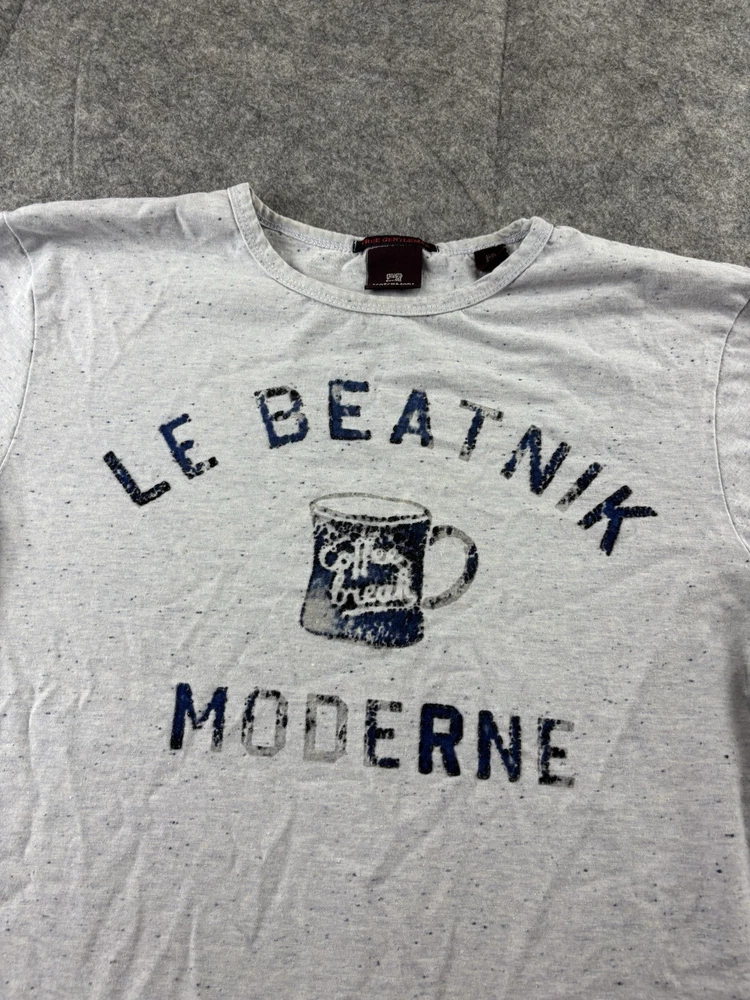 LE BEATNIK
Coffee
break
MODERNE